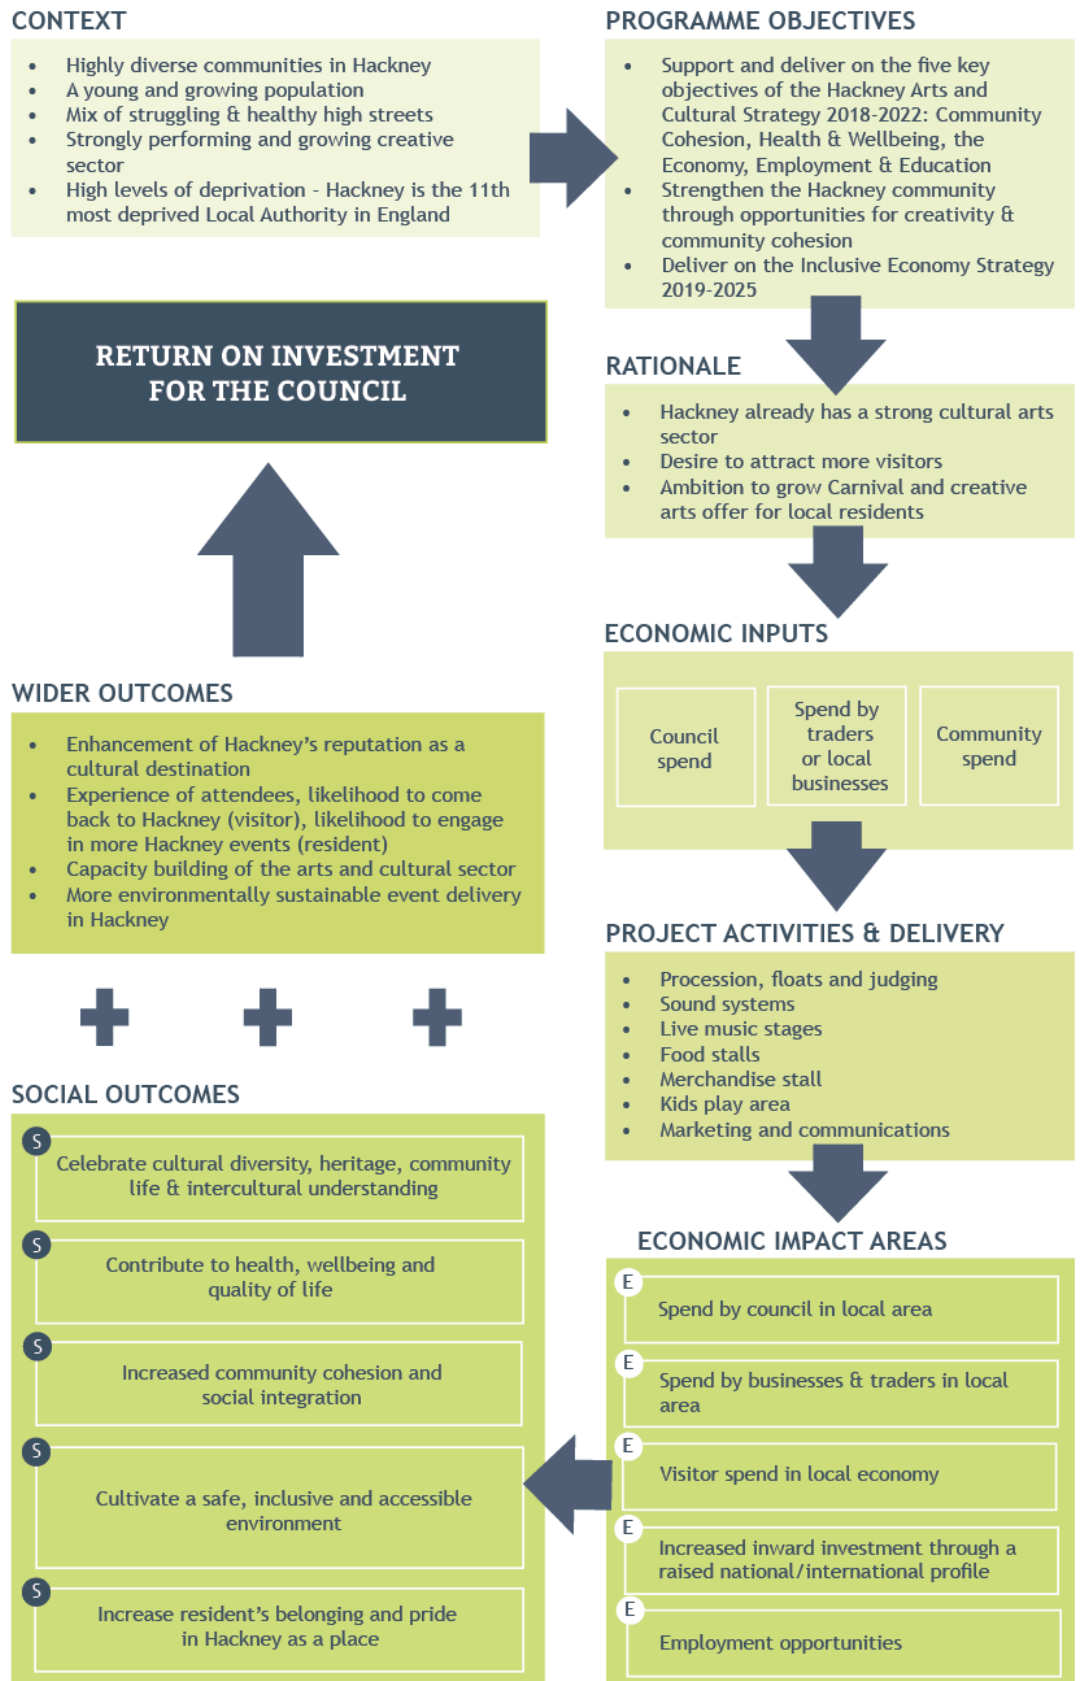 CONTEXT
• Highly diverse communities in Hackney
• A young and growing population
• Mix of struggling & healthy high streets
• Strongly performing and growing creative
sector
• High levels of deprivation - Hackney is the 11th
most deprived Local Authority in England
PROGRAMME OBJECTIVES
• Support and deliver on the five key
objectives of the Hackney Arts and
Cultural Strategy 2018-2022: Community
Cohesion, Health & Wellbeing, the
Economy, Employment & Education
• Strengthen the Hackney community
through opportunities for creativity &
community cohesion
• Deliver on the Inclusive Economy Strategy
2019-2025
RATIONALE
• Hackney already has a strong cultural arts
sector
• Desire to attract more visitors
• Ambition to grow Carnival and creative
arts offer for local residents
ECONOMIC INPUTS
Council
spend
Spend by
traders
or local
businesses
Community
spend
PROJECT ACTIVITIES & DELIVERY
• Procession, floats and judging
• Sound systems
• Live music stages
• Food stalls
• Merchandise stall
• Kids play area
• Marketing and communications
ECONOMIC IMPACT AREAS
E
Spend by council in local area
E
Spend by businesses & traders in local
area
E
Visitor spend in local economy
E
Increased inward investment through a
raised national/international profile
E
Employment opportunities
SOCIAL OUTCOMES
S
Celebrate cultural diversity, heritage, community
life & intercultural understanding
S
Contribute to health, wellbeing and
quality of life
S
Increased community cohesion and
social integration
S
Cultivate a safe, inclusive and accessible
environment
S
Increase resident's belonging and pride
in Hackney as a place
WIDER OUTCOMES
• Enhancement of Hackney's reputation as a
cultural destination
• Experience of attendees, likelihood to come
back to Hackney (visitor), likelihood to engage
in more Hackney events (resident)
• Capacity building of the arts and cultural sector
• More environmentally sustainable event delivery
in Hackney
RETURN ON INVESTMENT
FOR THE COUNCIL